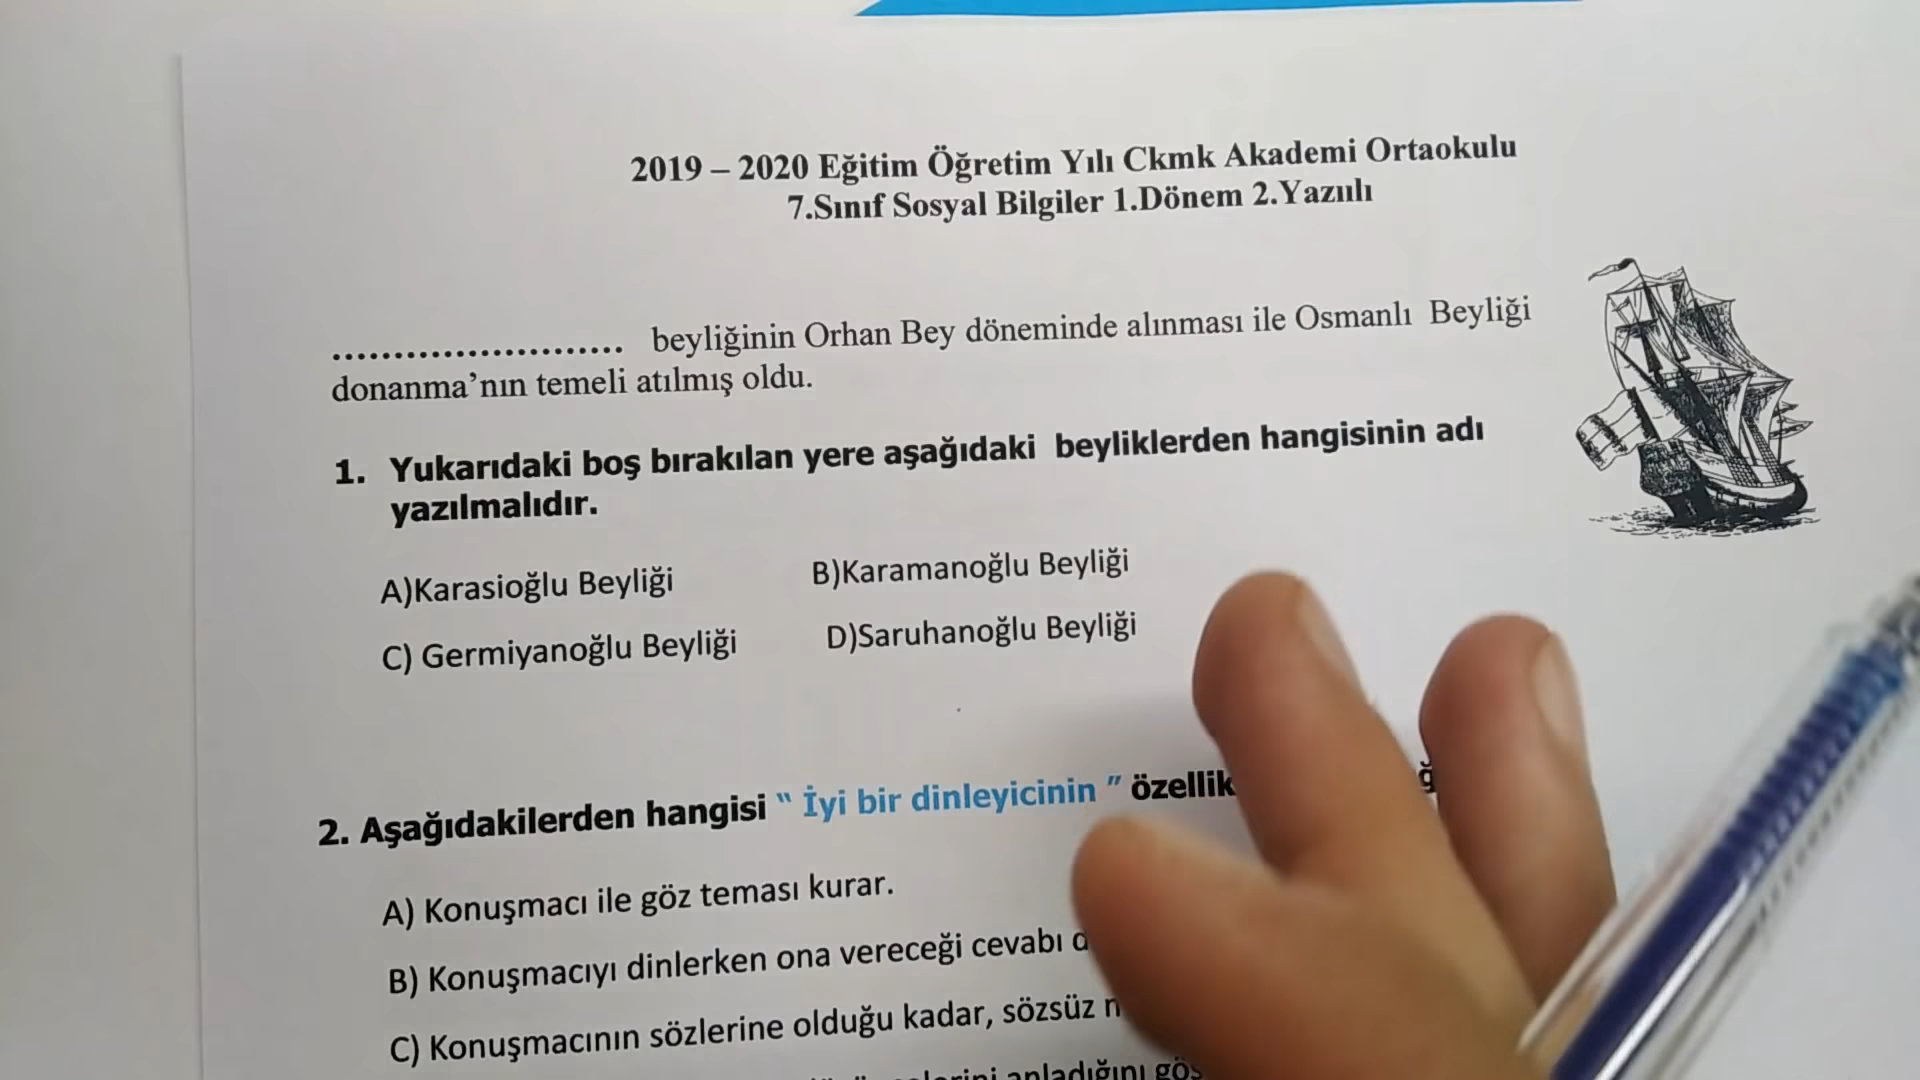 2019 – 2020 Eğitim Öğretim Yılı Ckmk Akademi Ortaokulu
7.Sınıf Sosyal Bilgiler 1.Dönem 2.Yazılı
............................ beyliğinin Orhan Bey döneminde alınması ile Osmanlı Beyliği
donanma’nın temeli atılmış oldu.
1. Yukarıdaki boş bırakılan yere aşağıdaki beyliklerden hangisinin adı
yazılmalıdır.
A)Karasioğlu Beyliği B)Karamanoğlu Beyliği
C) Germiyanoğlu Beyliği D)Saruhanoğlu Beyliği
2. Aşağıdakilerden hangisi “ İyi bir dinleyicinin ” özellik
A) Konuşmacı ile göz teması kurar.
B) Konuşmacıyı dinlerken ona vereceği cevabı
C) Konuşmacının sözlerine olduğu kadar, sözsüz
anladığını